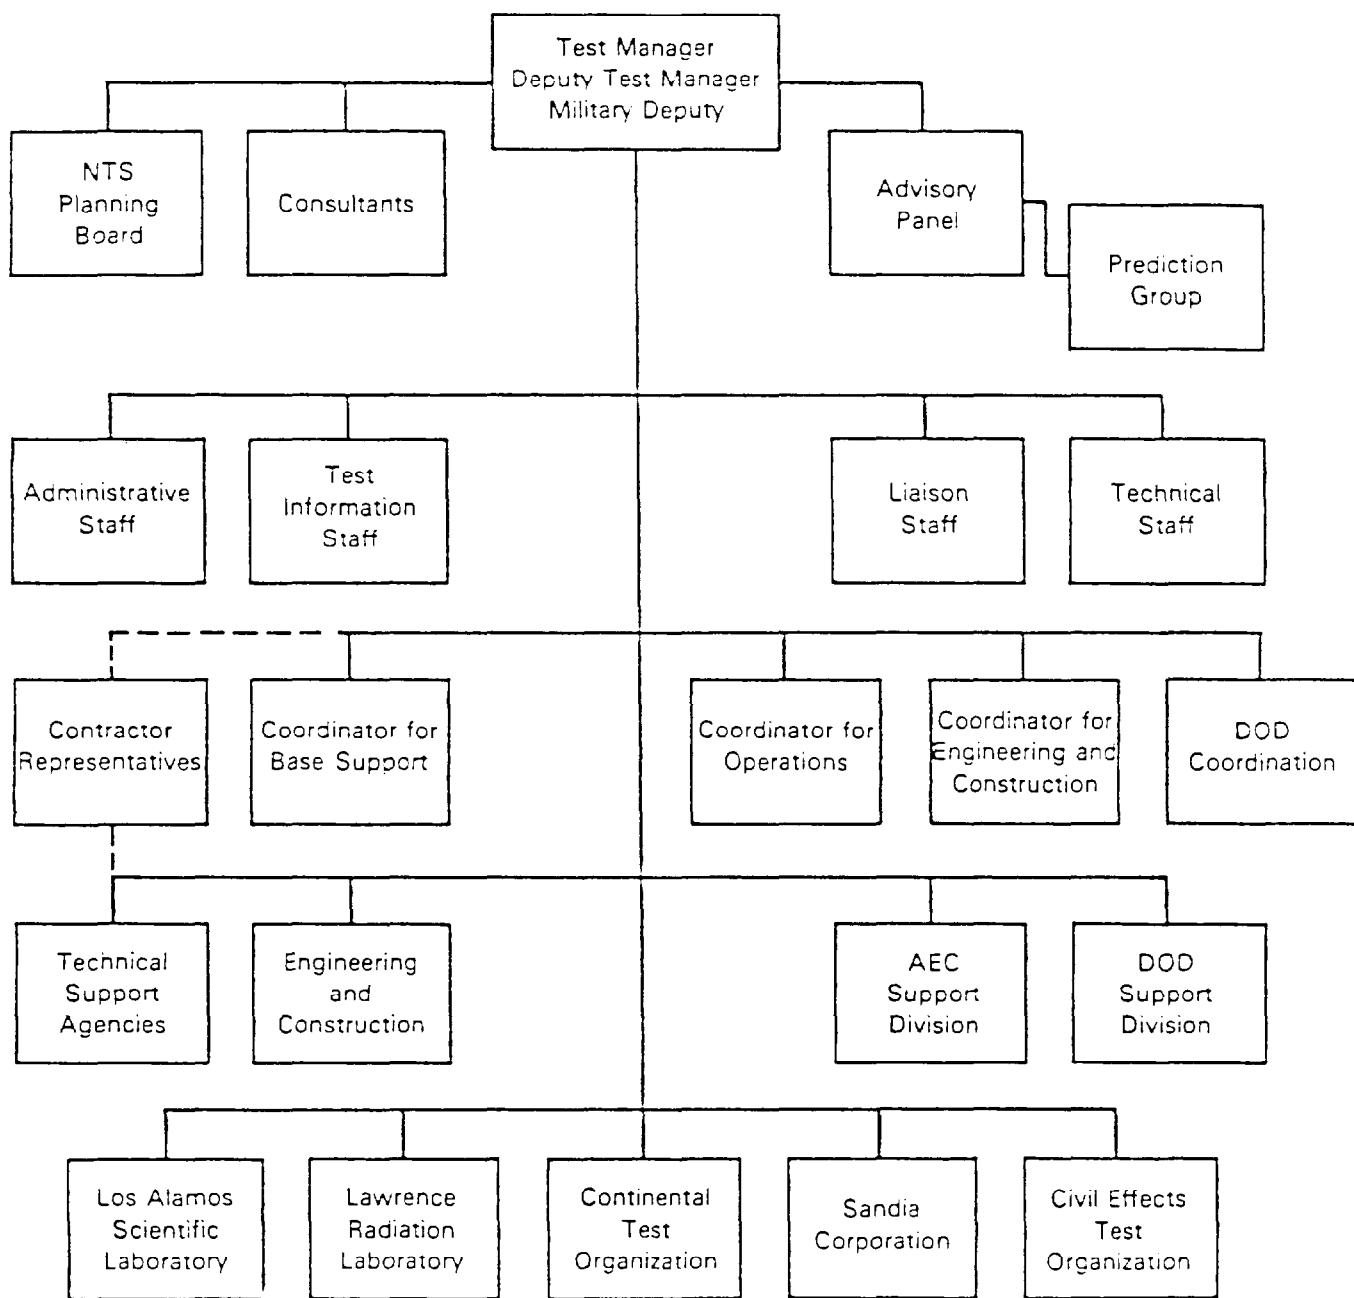 Test Manager
Deputy Test Manager
Military Deputy
NTS
Planning
Board
Consultants
Advisory
Panel
Prediction
Group
Administrative
Staff
Test
Information
Staff
Liaison
Staff
Technical
Staff
Contractor
Representatives
Coordinator for
Base Support
Coordinator for
Operations
Coordinator for
Engineering and
Construction
DOD
Coordination
Technical
Support
Agencies
Engineering
and
Construction
AEC
Support
Division
DOD
Support
Division
Los Alamos
Scientific
Laboratory
Lawrence
Radiation
Laboratory
Continental
Test
Organization
Sandia
Corporation
Civil Effects
Test
Organization